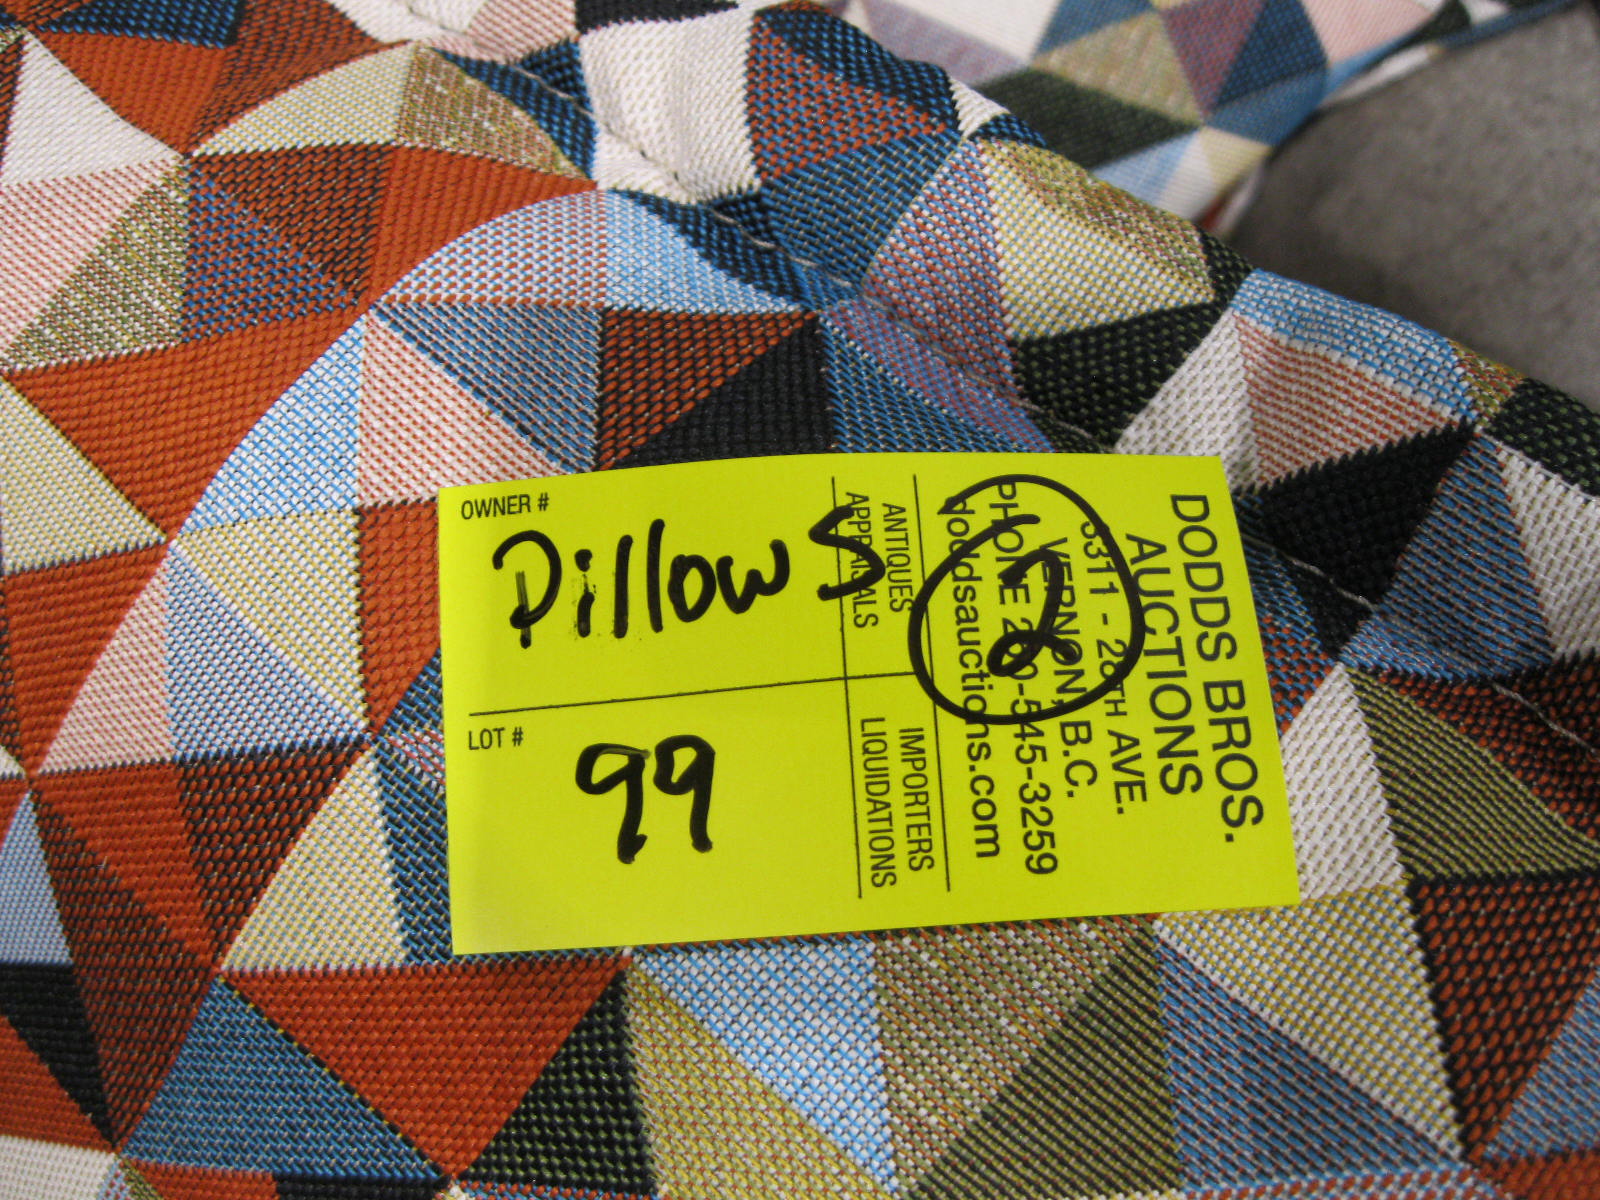 OWNER #
Pillows
2
LOT #
99
ANTIQUES
APPRAISALS
IMPORTERS
LIQUIDATIONS
DODDS BROS.
AUCTIONS
3311 - 28TH AVE.
VERNON, B.C.
PHONE 250-545-3259
doddsauctions.com